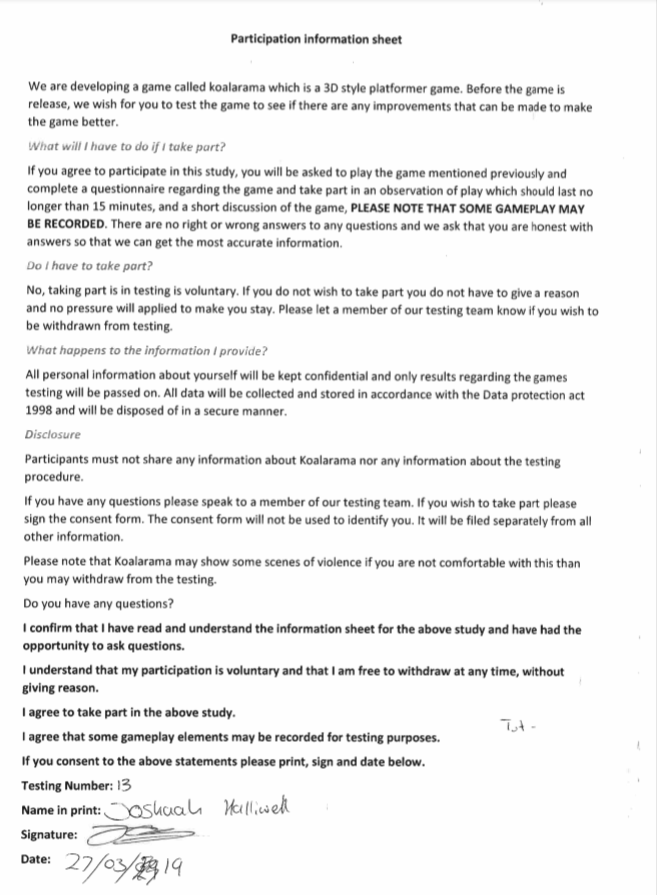 Participation information sheet
We are developing a game called koalarama which is a 3D style platformer game. Before the game is
release, we wish for you to test the game to see if there are any improvements that can be made to make
the game better.
What will I have to do if I take part?
If you agree to participate in this study, you will be asked to play the game mentioned previously and
complete a questionnaire regarding the game and take part in an observation of play which should last no
longer than 15 minutes, and a short discussion of the game, PLEASE NOTE THAT SOME GAMEPLAY MAY
BE RECORDED. There are no right or wrong answers to any questions and we ask that you are honest with
answers so that we can get the most accurate information.
Do I have to take part?
No, taking part is in testing is voluntary. If you do not wish to take part you do not have to give a reason
and no pressure will applied to make you stay. Please let a member of our testing team know if you wish to
be withdrawn from testing.
What happens to the information I provide?
All personal information about yourself will be kept confidential and only results regarding the games
testing will be passed on. All data will be collected and stored in accordance with the Data protection act
1998 and will be disposed of in a secure manner.
Disclosure
Participants must not share any information about Koalarama nor any information about the testing
procedure.
If you have any questions please speak to a member of our testing team. If you wish to take part please
sign the consent form. The consent form will not be used to identify you. It will be filed separately from all
other information.
Please note that Koalarama may show some scenes of violence if you are not comfortable with this than
you may withdraw from the testing.
Do you have any questions?
I confirm that I have read and understand the information sheet for the above study and have had the
opportunity to ask questions.
I understand that my participation is voluntary and that I am free to withdraw at any time, without
giving reason.
I agree to take part in the above study.
I agree that some gameplay elements may be recorded for testing purposes.
If you consent to the above statements please print, sign and date below.
Testing Number: 13
Name in print: Joshuah Halliwell
Signature:
Date: 27/03/19